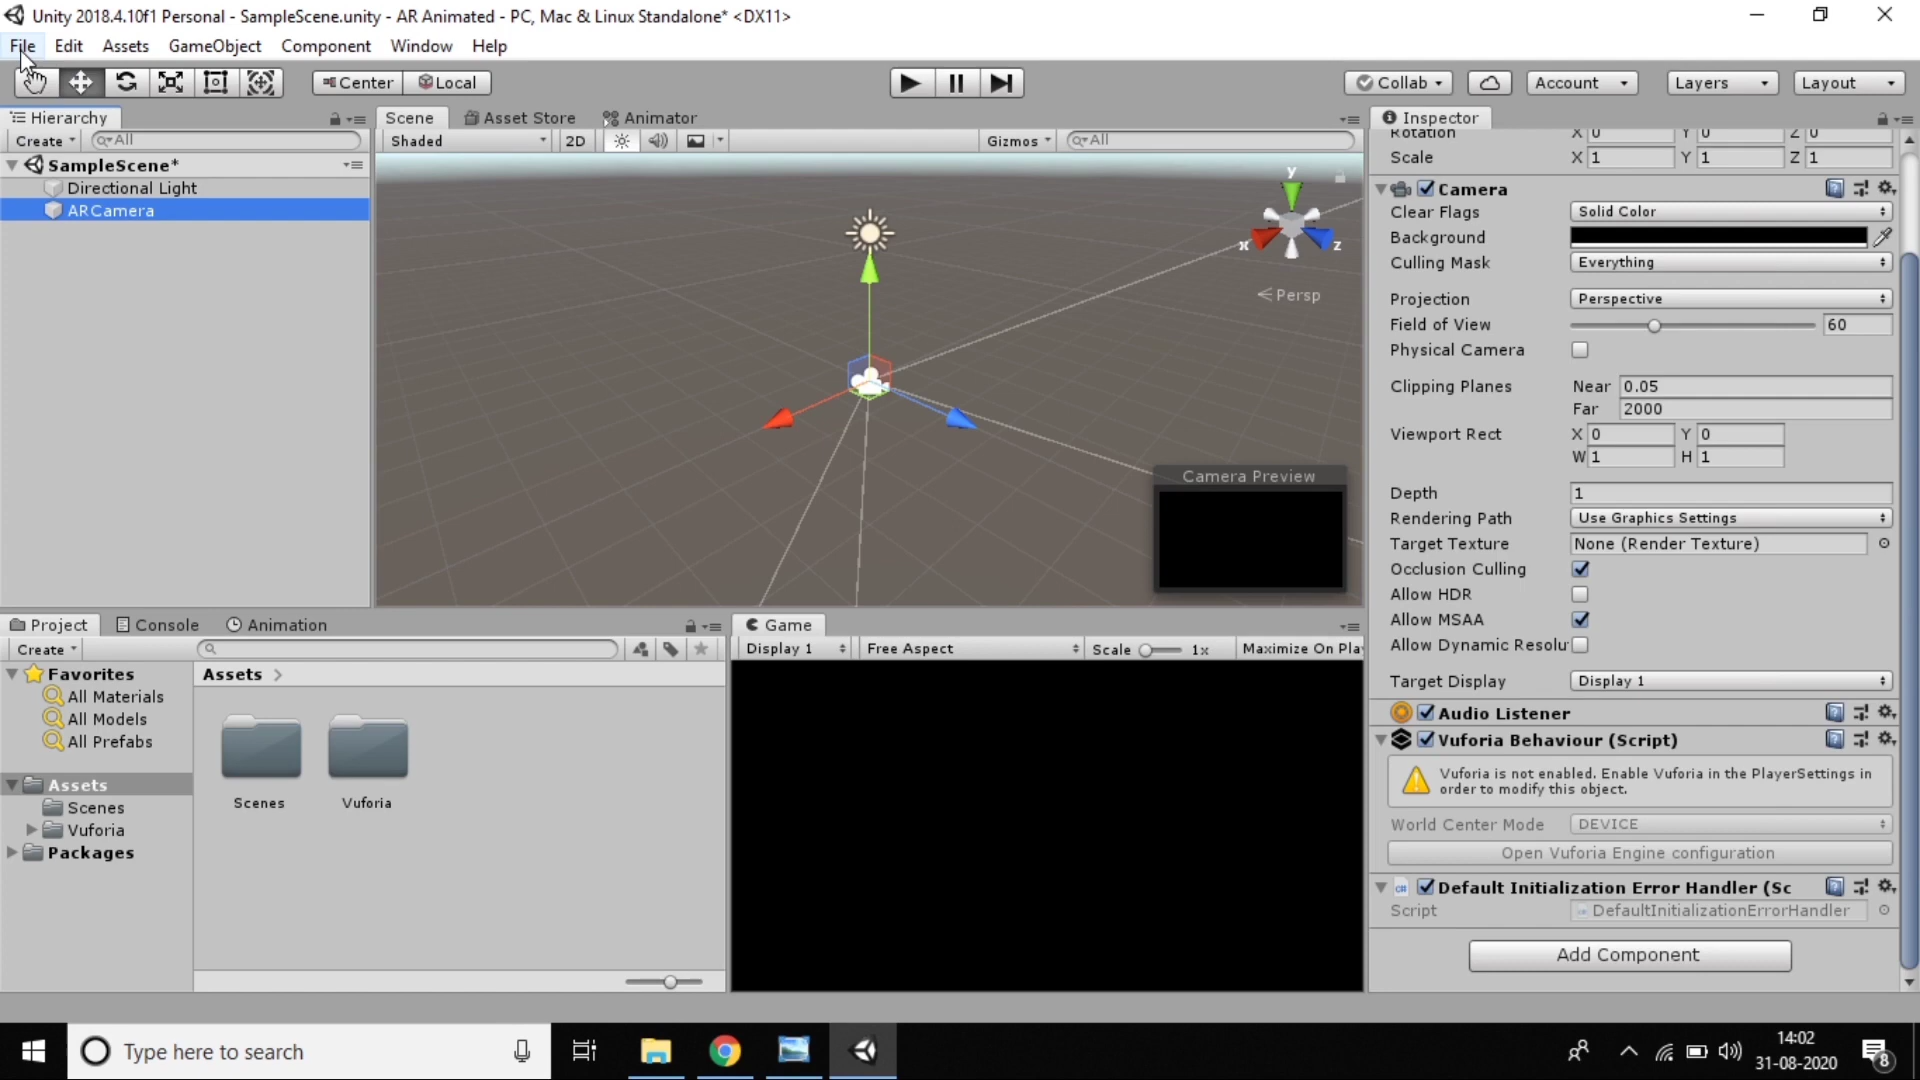 Unity 2018.4.10f1 Personal - SampleScene.unity - AR Animated - PC, Mac & Linux Standalone* <DX11>
File Edit Assets GameObject Component Window Help
Center Local Collab Account Layers Layout
Hierarchy
Create All
SampleScene*
Directional Light
ARCamera
Scene Asset Store Animator
Shaded 2D Gizmos All
y
x z
Persp
Camera Preview
Inspector
Rotation X 0 Y 0 Z 0
Scale X 1 Y 1 Z 1
Camera
Clear Flags Solid Color
Background
Culling Mask Everything
Projection Perspective
Field of View 60
Physical Camera
Clipping Planes Near 0.05
Far 2000
Viewport Rect X 0 Y 0
W 1 H 1
Depth 1
Rendering Path Use Graphics Settings
Target Texture None (Render Texture)
Occlusion Culling
Allow HDR
Allow MSAA
Allow Dynamic Resolu
Target Display Display 1
Audio Listener
Vuforia Behaviour (Script)
Vuforia is not enabled. Enable Vuforia in the PlayerSettings in
order to modify this object.
World Center Mode DEVICE
Open Vuforia Engine configuration
Default Initialization Error Handler (Sc
Script DefaultInitializationErrorHandler
Add Component
Project Console Animation
Create
Favorites
All Materials
All Models
All Prefabs
Assets
Scenes
Vuforia
Packages
Assets
Scenes Vuforia
Game
Display 1 Free Aspect Scale 1x Maximize On Pla
Type here to search
14:02
31-08-2020
8